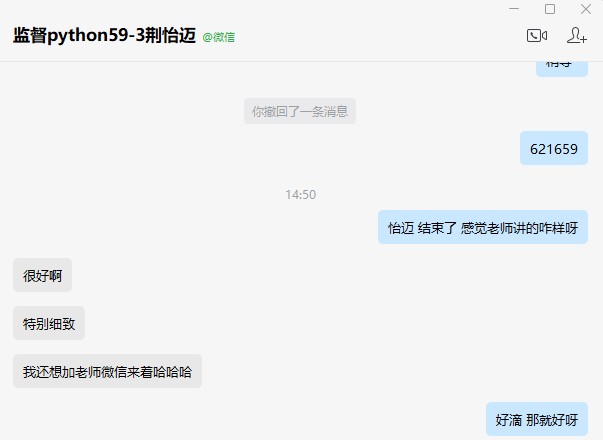 监督python59-3荆怡迈 @微信
你撤回了一条消息
621659
14:50
怡迈 结束了 感觉老师讲的咋样呀
很好啊
特别细致
我还想加老师微信来着哈哈哈
好滴 那就好呀